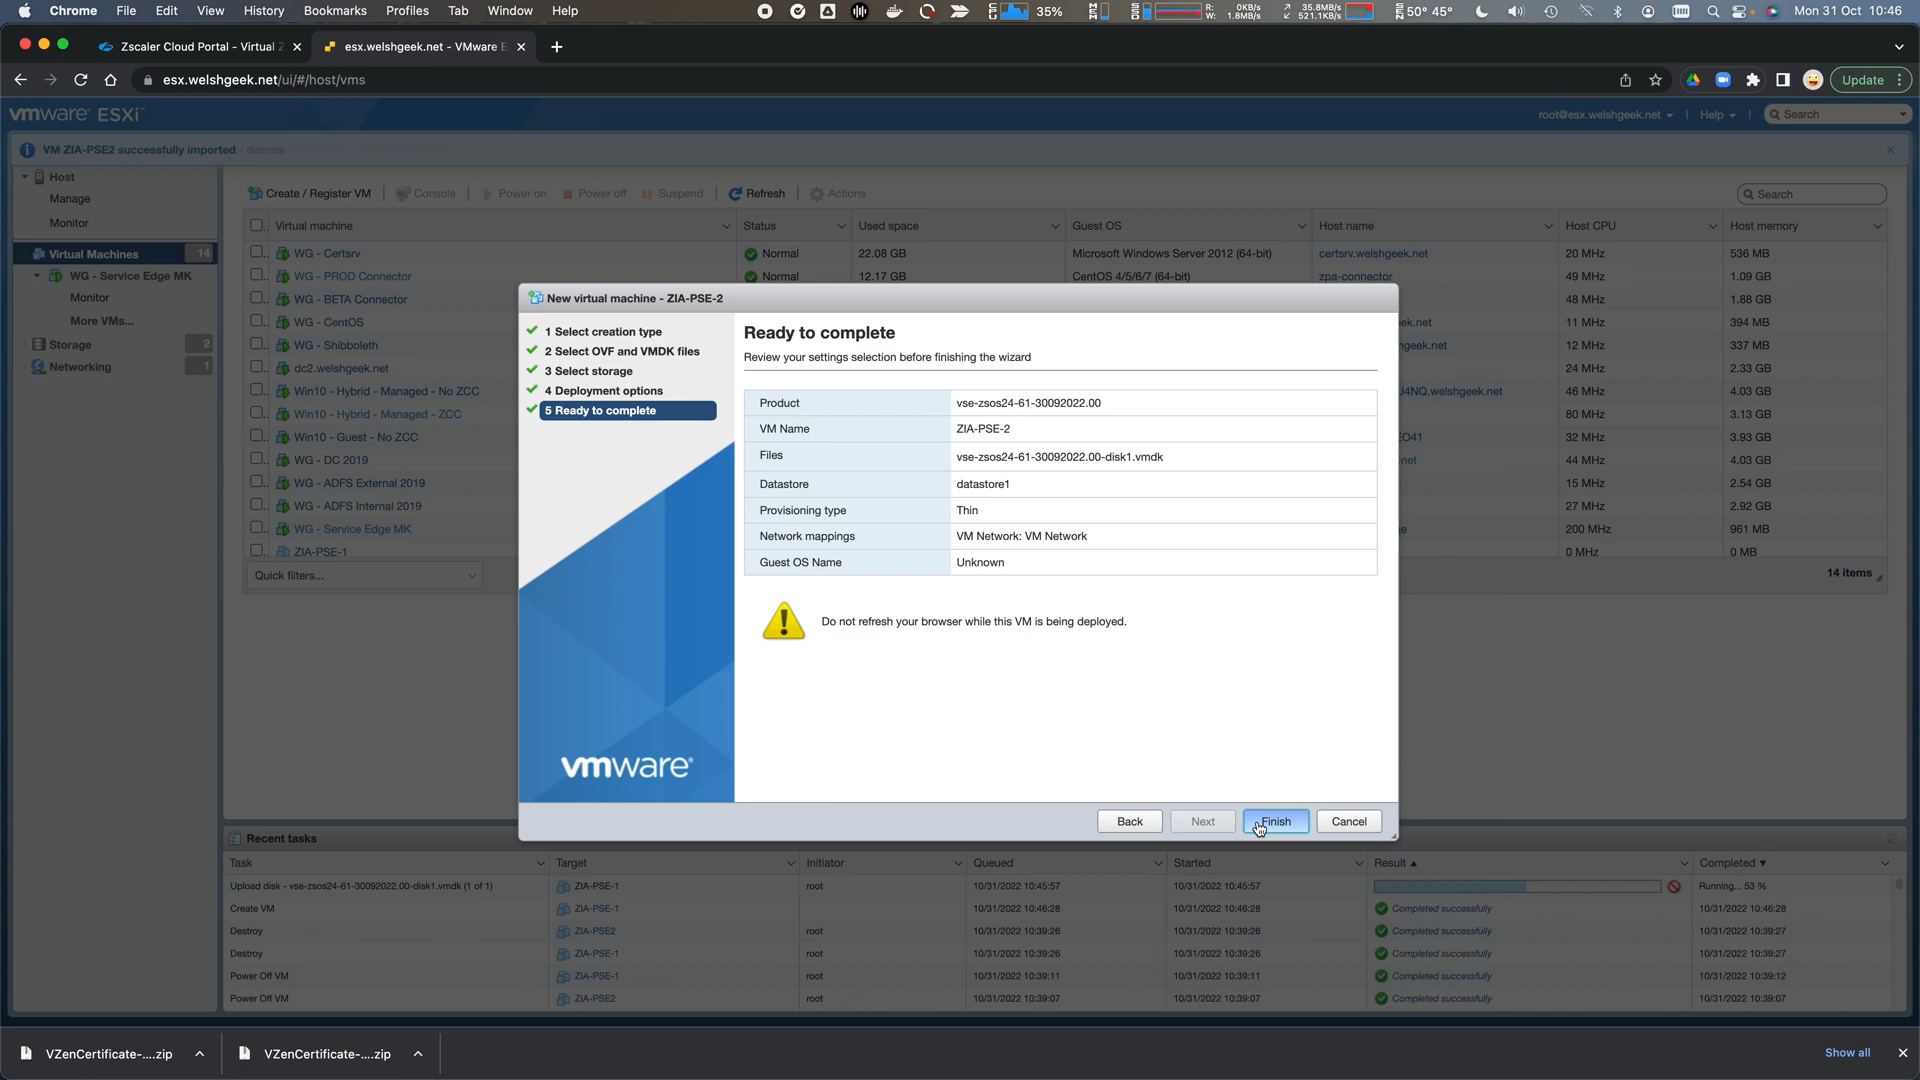 Chrome File Edit View History Bookmarks Profiles Tab Window Help 35% R: 0KB/s W: 1.8MB/s 35.8MB/s 521.1KB/s 50° 45° Mon 31 Oct 10:46
Zscaler Cloud Portal - Virtual Z esx.welshgeek.net - VMware E
esx.welshgeek.net/ui/#/host/vms Update
vmware ESXi™ root@esx.welshgeek.net Help Search
VM ZIA-PSE2 successfully imported - dismiss
Host
Manage
Monitor
Virtual Machines 14
WG - Service Edge MK
Monitor
More VMs...
Storage 2
Networking 1
Create / Register VM Console Power on Power off Suspend Refresh Actions Search
Virtual machine Status Used space Guest OS Host name Host CPU Host memory
WG - Certsrv Normal 22.08 GB Microsoft Windows Server 2012 (64-bit) certsrv.welshgeek.net 20 MHz 536 MB
WG - PROD Connector Normal 12.17 GB CentOS 4/5/6/7 (64-bit) zpa-connector 49 MHz 1.09 GB
WG - BETA Connector 48 MHz 1.88 GB
WG - CentOS ek.net 11 MHz 394 MB
WG - Shibboleth hgeek.net 12 MHz 337 MB
dc2.welshgeek.net 24 MHz 2.33 GB
Win10 - Hybrid - Managed - No ZCC J4NQ.welshgeek.net 46 MHz 4.03 GB
Win10 - Hybrid - Managed - ZCC 80 MHz 3.13 GB
Win10 - Guest - No ZCC EO41 32 MHz 3.93 GB
WG - DC 2019 .net 44 MHz 4.03 GB
WG - ADFS External 2019 15 MHz 2.54 GB
WG - ADFS Internal 2019 27 MHz 2.92 GB
WG - Service Edge MK e 200 MHz 961 MB
ZIA-PSE-1 0 MHz 0 MB
Quick filters... 14 items
New virtual machine - ZIA-PSE-2
1 Select creation type
2 Select OVF and VMDK files
3 Select storage
4 Deployment options
5 Ready to complete
vmware®
Ready to complete
Review your settings selection before finishing the wizard
Product vse-zsos24-61-30092022.00
VM Name ZIA-PSE-2
Files vse-zsos24-61-30092022.00-disk1.vmdk
Datastore datastore1
Provisioning type Thin
Network mappings VM Network: VM Network
Guest OS Name Unknown
Do not refresh your browser while this VM is being deployed.
Back Next Finish Cancel
Recent tasks
Task Target Initiator Queued Started Result ▲ Completed ▼
Upload disk - vse-zsos24-61-30092022.00-disk1.vmdk (1 of 1) ZIA-PSE-1 root 10/31/2022 10:45:57 10/31/2022 10:45:57 Running... 53 %
Create VM ZIA-PSE-1 10/31/2022 10:46:28 10/31/2022 10:46:28 Completed successfully 10/31/2022 10:46:28
Destroy ZIA-PSE2 root 10/31/2022 10:39:26 10/31/2022 10:39:26 Completed successfully 10/31/2022 10:39:27
Destroy ZIA-PSE-1 root 10/31/2022 10:39:26 10/31/2022 10:39:26 Completed successfully 10/31/2022 10:39:27
Power Off VM ZIA-PSE-1 root 10/31/2022 10:39:11 10/31/2022 10:39:11 Completed successfully 10/31/2022 10:39:12
Power Off VM ZIA-PSE2 root 10/31/2022 10:39:07 10/31/2022 10:39:07 Completed successfully 10/31/2022 10:39:07
VZenCertificate-....zip VZenCertificate-....zip Show all